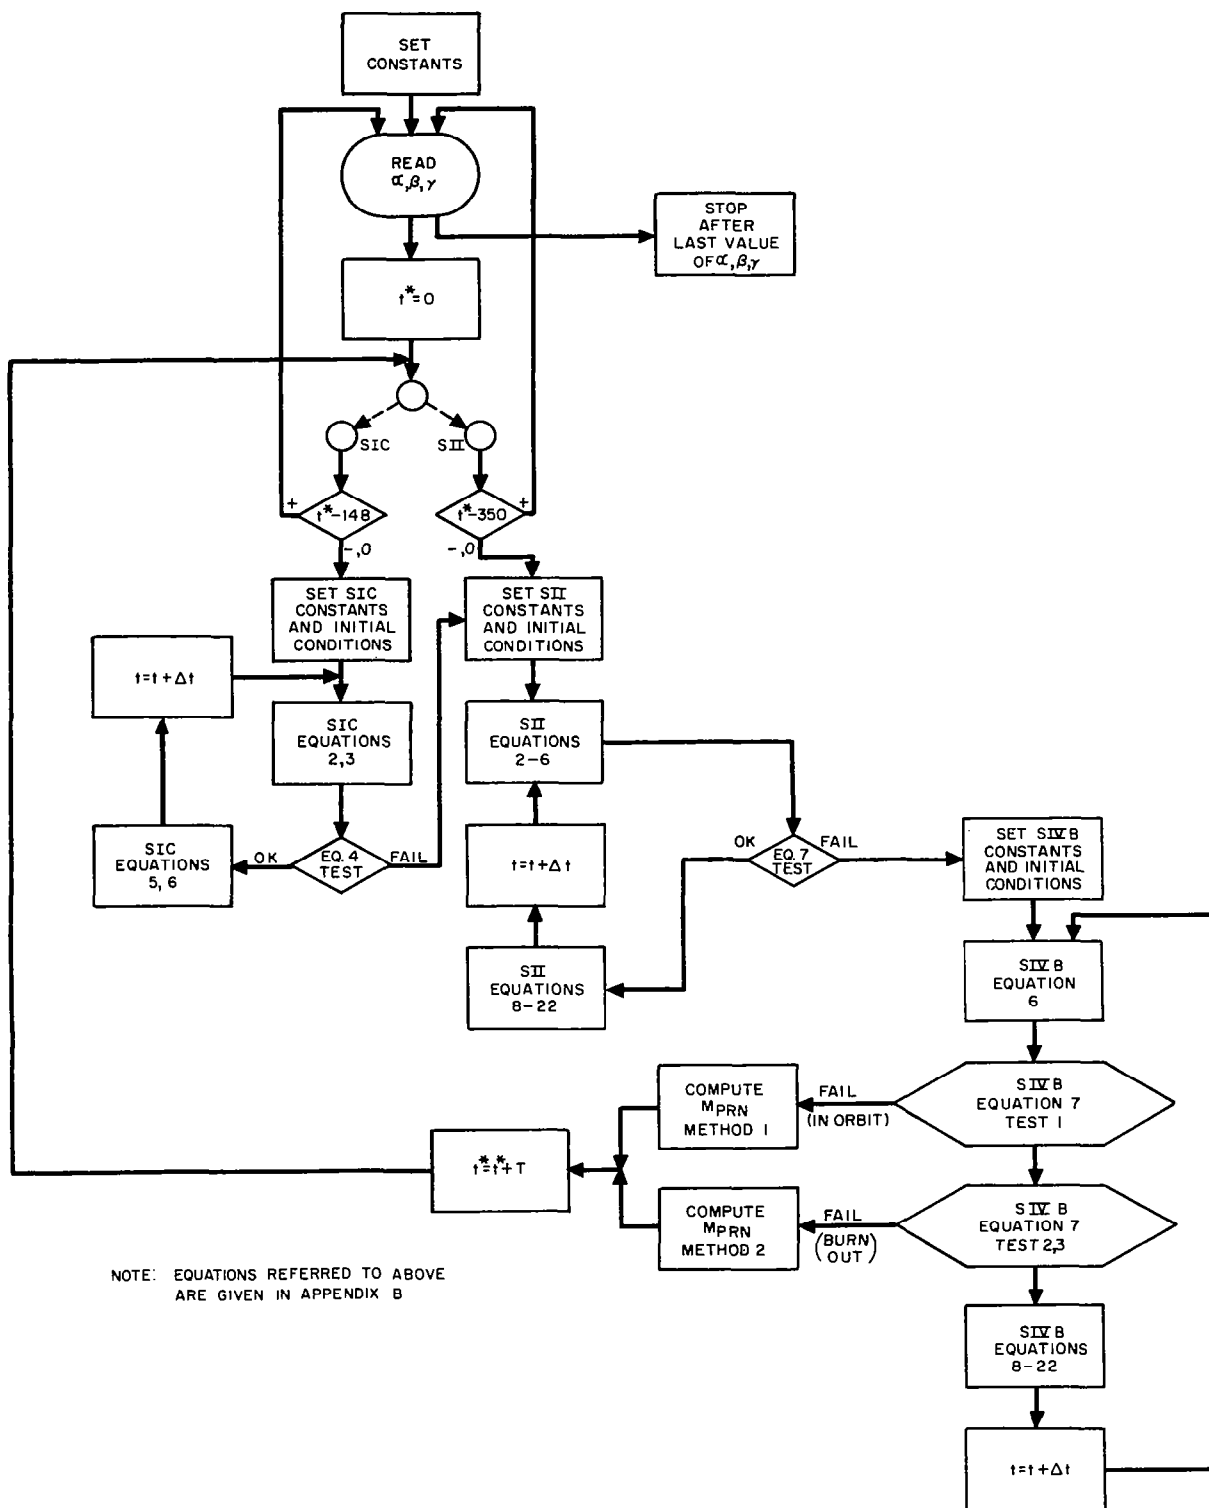 SET
CONSTANTS
READ
α,β,γ
STOP
AFTER
LAST VALUE
OF α,β,γ
t*=0
SIC
SII
+
t*-148
-,0
t*-350
+
-,0
SET SIC
CONSTANTS
AND INITIAL
CONDITIONS
SET SII
CONSTANTS
AND INITIAL
CONDITIONS
t=t+Δt
SIC
EQUATIONS
2,3
SII
EQUATIONS
2-6
SIC
EQUATIONS
5, 6
OK
EQ. 4
TEST
FAIL
t=t+Δt
OK
EQ. 7
TEST
FAIL
SET SIVB
CONSTANTS
AND INITIAL
CONDITIONS
SII
EQUATIONS
8-22
SIVB
EQUATION
6
COMPUTE
MPRN
METHOD 1
FAIL
(IN ORBIT)
SIVB
EQUATION 7
TEST 1
t*=t*+T
COMPUTE
MPRN
METHOD 2
FAIL
(BURN
OUT)
SIVB
EQUATION 7
TEST 2,3
NOTE: EQUATIONS REFERRED TO ABOVE
ARE GIVEN IN APPENDIX B
SIVB
EQUATIONS
8-22
t=t+Δt